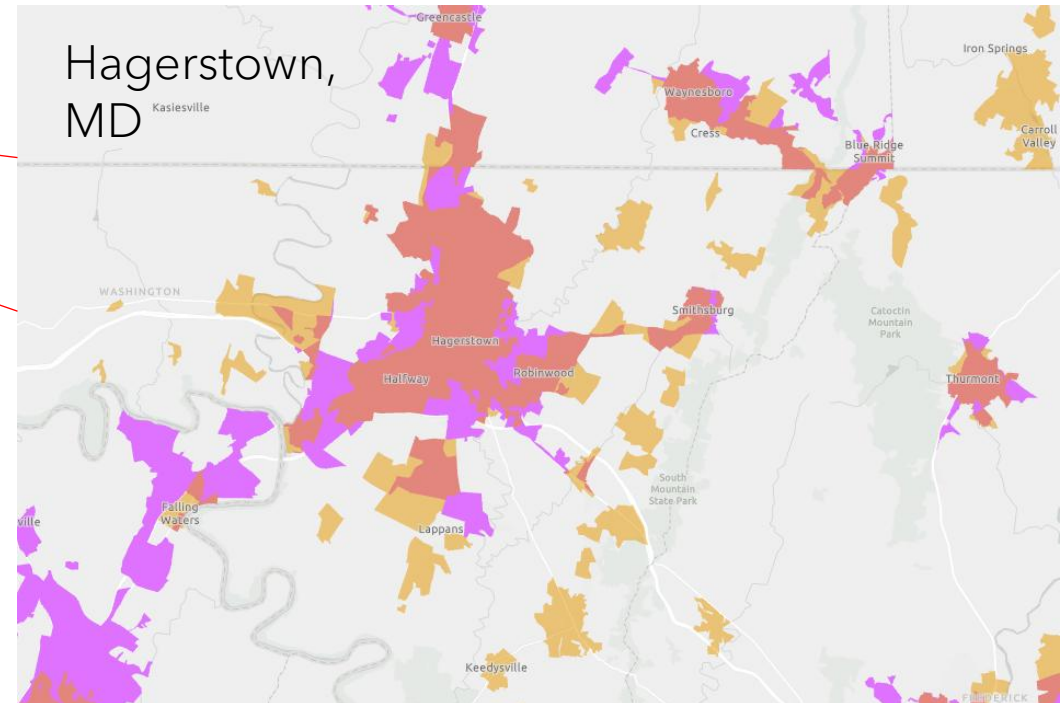 Hagerstown,
MD
Greencastle
Iron Springs
Kasiesville
Waynesboro
Cress
Carroll
Valley
Blue Ridge
Summit
WASHINGTON
Smithsburg
Catoctin
Mountain
Park
Hagerstown
Halfway
Robinwood
Thurmont
South
Mountain
State Park
Falling
Waters
ville
Lappans
Keedysville
FREDERICK